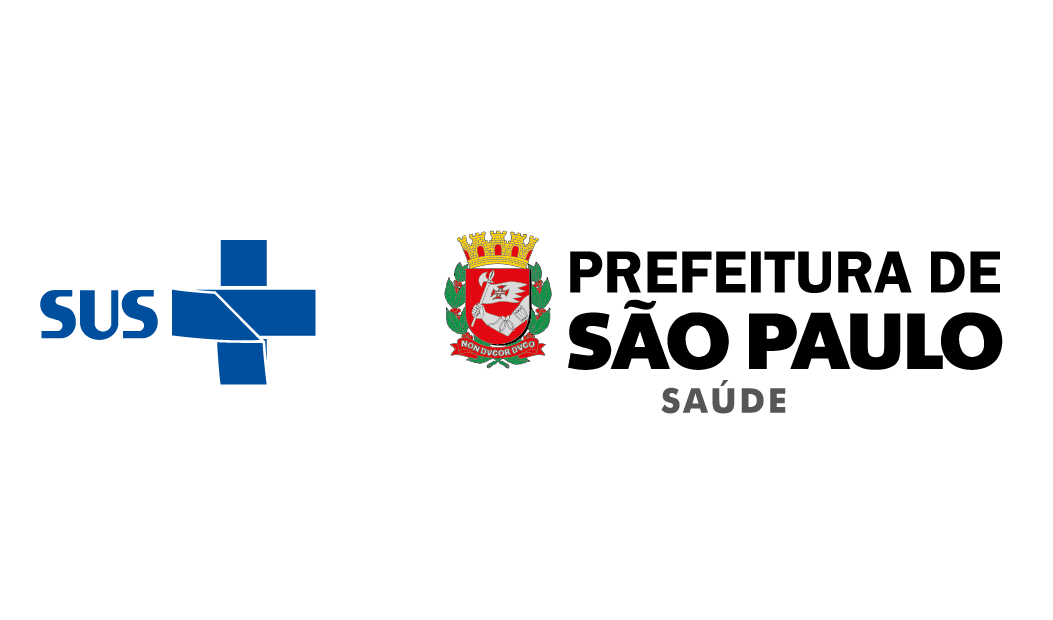 SUS
NON DVCOR DVCO
PREFEITURA DE
SÃO PAULO
SAÚDE